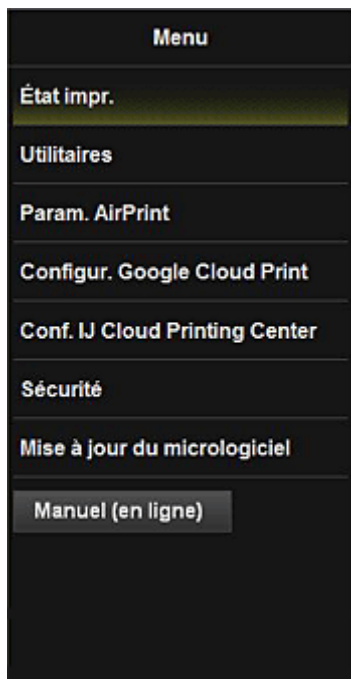 Menu
État impr.
Utilitaires
Param. AirPrint
Configur. Google Cloud Print
Conf. IJ Cloud Printing Center
Sécurité
Mise à jour du micrologiciel
Manuel (en ligne)